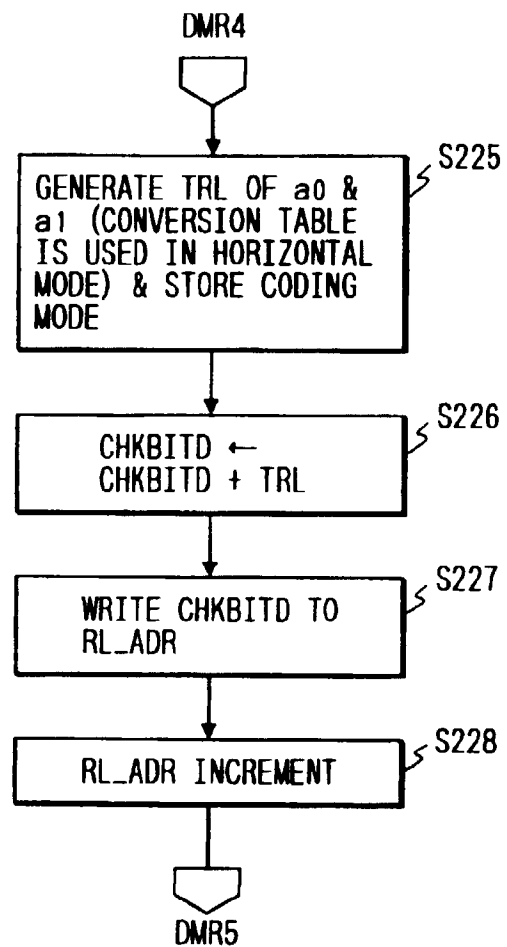 DMR4
S225
GENERATE TRL OF a0 &
a1 (CONVERSION TABLE
IS USED IN HORIZONTAL
MODE) & STORE CODING
MODE
S226
CHKBITD ←
CHKBITD + TRL
S227
WRITE CHKBITD TO
RL_ADR
S228
RL_ADR INCREMENT
DMR5